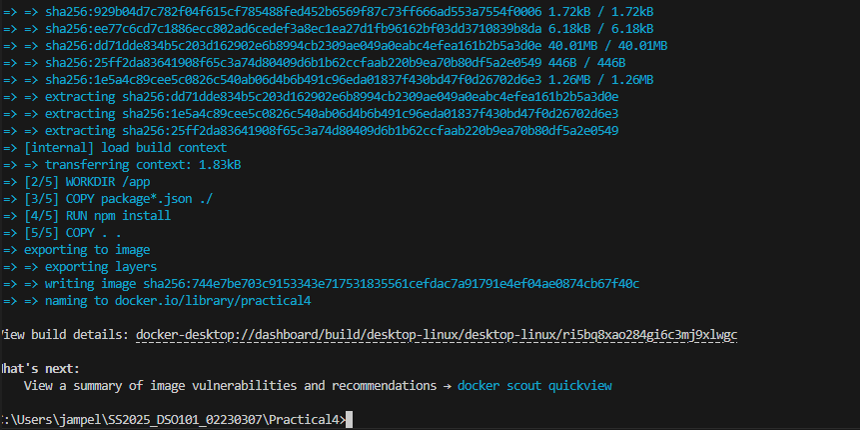 => => sha256:929b04d7c782f04f615cf785488fed452b6569f87c73ff666ad553a7554f0006 1.72kB / 1.72kB
=> => sha256:ee77c6cd7c1886ecc802ad6cedef3a8ec1ea27d1fb96162bf03dd3710839b8da 6.18kB / 6.18kB
=> => sha256:dd71dde834b5c203d162902e6b8994cb2309ae049a0eabc4efea161b2b5a3d0e 40.01MB / 40.01MB
=> => sha256:25ff2da83641908f65c3a74d80409d6b1b62ccfaab220b9ea70b80df5a2e0549 446B / 446B
=> => sha256:1e5a4c89cee5c0826c540ab06d4b6b491c96eda01837f430bd47f0d26702d6e3 1.26MB / 1.26MB
=> => extracting sha256:dd71dde834b5c203d162902e6b8994cb2309ae049a0eabc4efea161b2b5a3d0e
=> => extracting sha256:1e5a4c89cee5c0826c540ab06d4b6b491c96eda01837f430bd47f0d26702d6e3
=> => extracting sha256:25ff2da83641908f65c3a74d80409d6b1b62ccfaab220b9ea70b80df5a2e0549
=> [internal] load build context
=> => transferring context: 1.83kB
=> [2/5] WORKDIR /app
=> [3/5] COPY package*.json ./
=> [4/5] RUN npm install
=> [5/5] COPY . .
=> exporting to image
=> => exporting layers
=> => writing image sha256:744e7be703c9153343e717531835561cefdac7a91791e4ef04ae0874cb67f40c
=> => naming to docker.io/library/practical4
View build details: docker-desktop://dashboard/build/desktop-linux/desktop-linux/ri5bq8xao284gi6c3mj9xlwgc
What's next:
View a summary of image vulnerabilities and recommendations → docker scout quickview
C:\Users\jampel\SS2025_DSO101_02230307\Practical4>